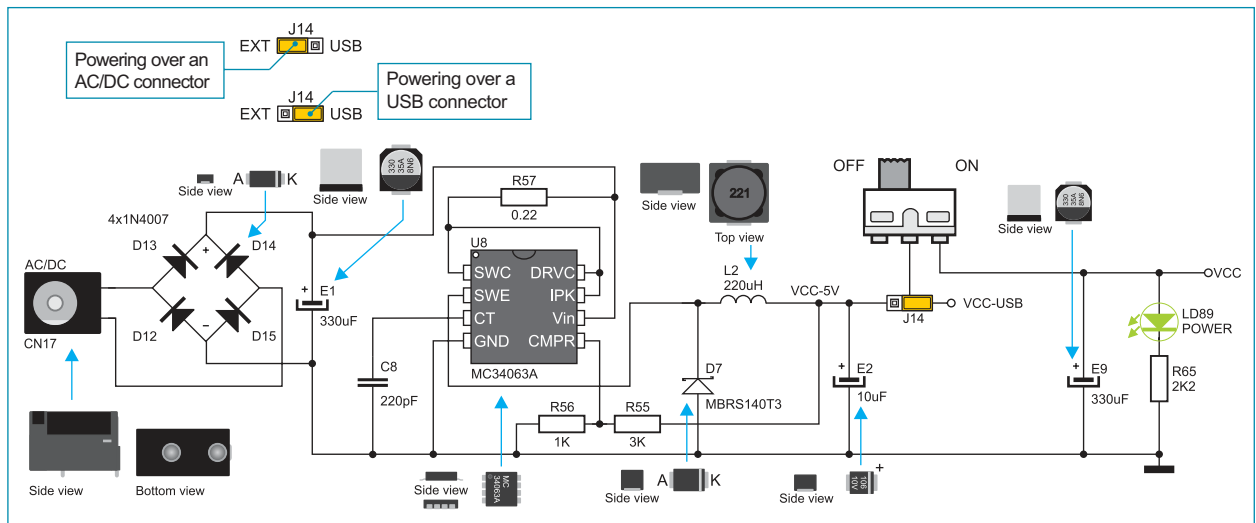 J14
EXT USB
Powering over an
AC/DC connector
Powering over a
USB connector
J14
EXT USB
Side view
A K
Side view
330
35A
8N6
4x1N4007
D13
D14
D12
D15
+
−
AC/DC
CN17
Side view
Bottom view
+
E1
330uF
R57
0.22
U8
SWC
DRVC
SWE
IPK
CT
Vin
GND
CMPR
MC34063A
C8
220pF
R56
1K
R55
3K
Side view
MC
34063A
Side view
221
Top view
L2
220uH
VCC-5V
D7
MBRS140T3
A K
Side view
+
E2
10uF
Side view
106
10V
+
OFF ON
J14
VCC-USB
Side view
330
35A
8N6
VCC
LD89
POWER
+
E9
330uF
R65
2K2